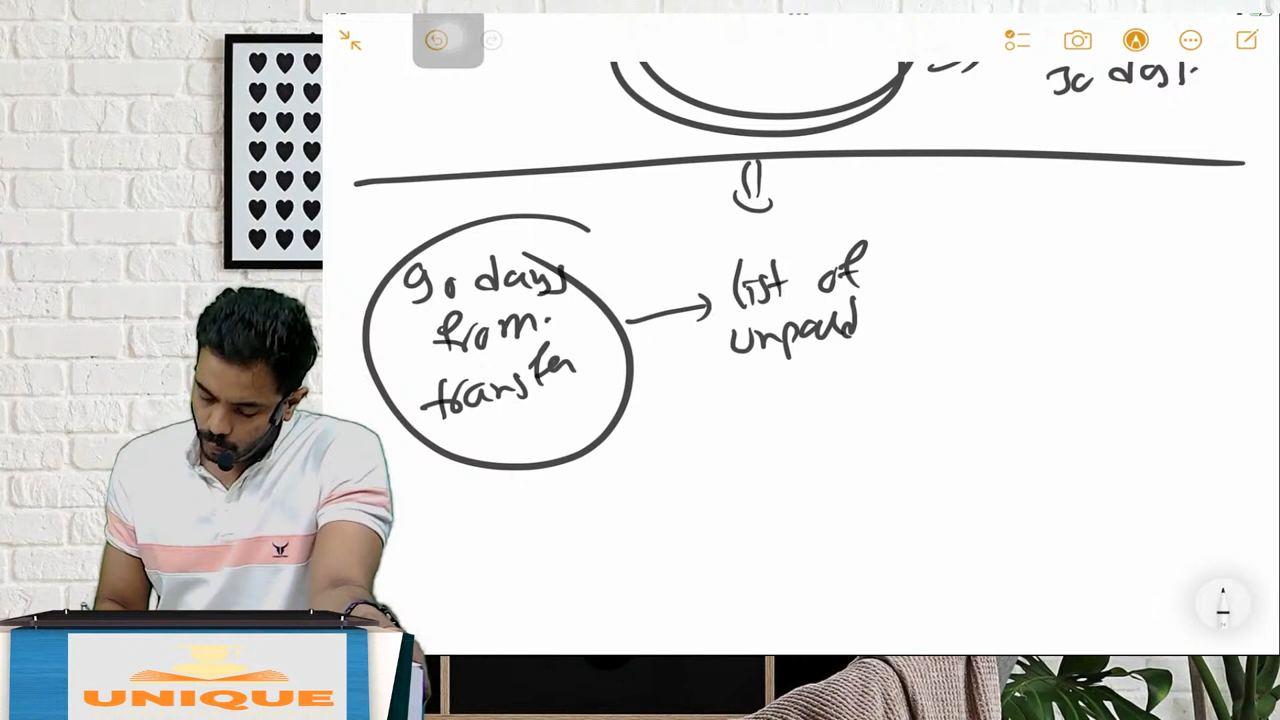 30 days.
90 days
from.
transfer
list of
unpaid
UNIQUE